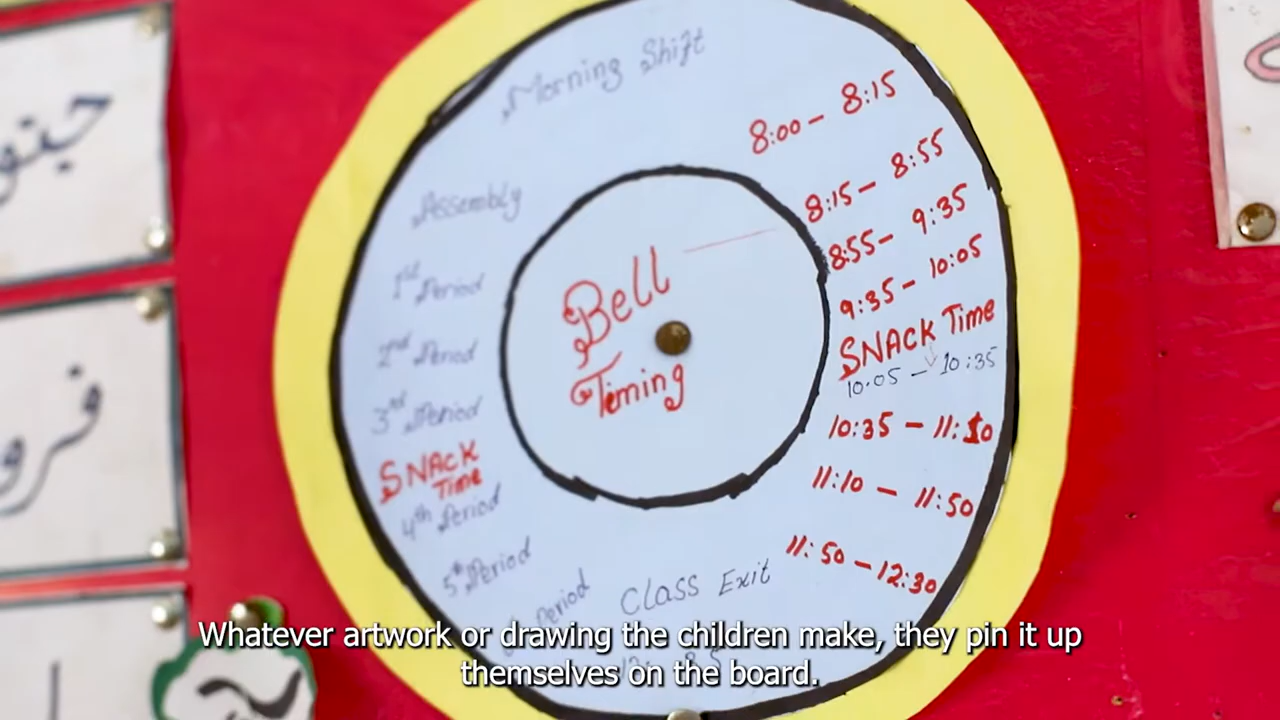 Morning Shift
Assembly
8:00 - 8:15
1st Period
8:15 - 8:55
2nd Period
8:55 - 9:35
3rd Period
9:35 - 10:05
SNACK Time
SNACK Time
10:05 - 10:35
4th Period
10:35 - 11:10
5th Period
11:10 - 11:50
Period
11:50 - 12:30
Class Exit
Bell
Timing
Whatever artwork or drawing the children make, they pin it up
themselves on the board.